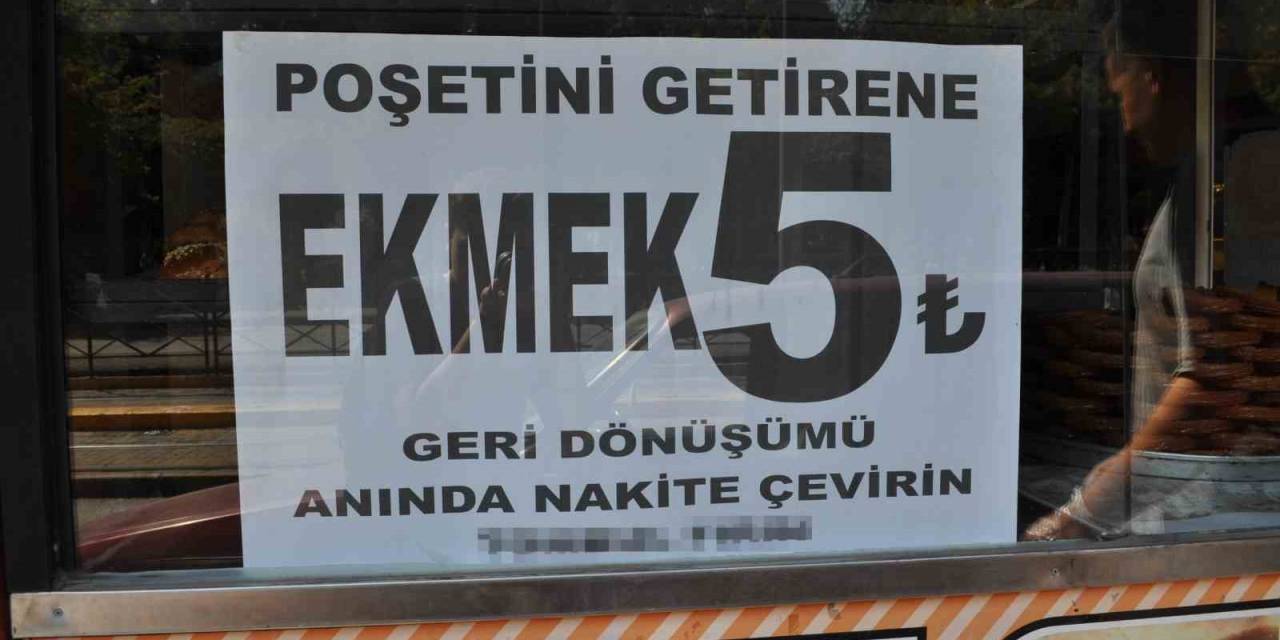 POŞETİNİ GETİRENE
EKMEK 5 ₺
GERİ DÖNÜŞÜMÜ
ANINDA NAKİTE ÇEVİRİN